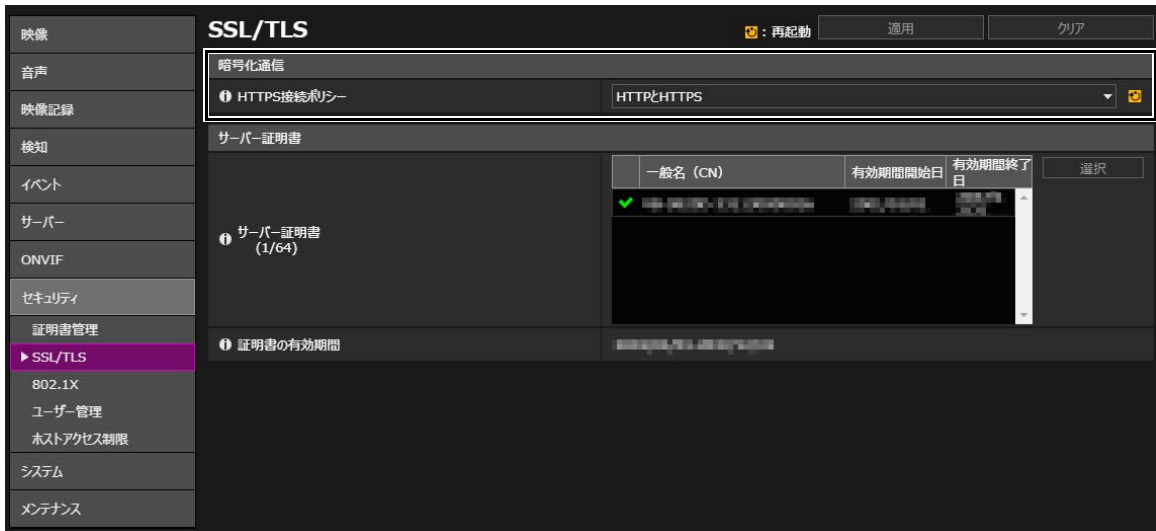 映像
音声
映像記録
検知
イベント
サーバー
ONVIF
セキュリティ
証明書管理
▶SSL/TLS
802.1X
ユーザー管理
ホストアクセス制限
システム
メンテナンス
SSL/TLS
：再起動
適用
クリア
暗号化通信
HTTPS接続ポリシー
HTTPとHTTPS
サーバー証明書
サーバー証明書
(1/64)
一般名（CN）
有効期間開始日
有効期間終了
日
選択
証明書の有効期間